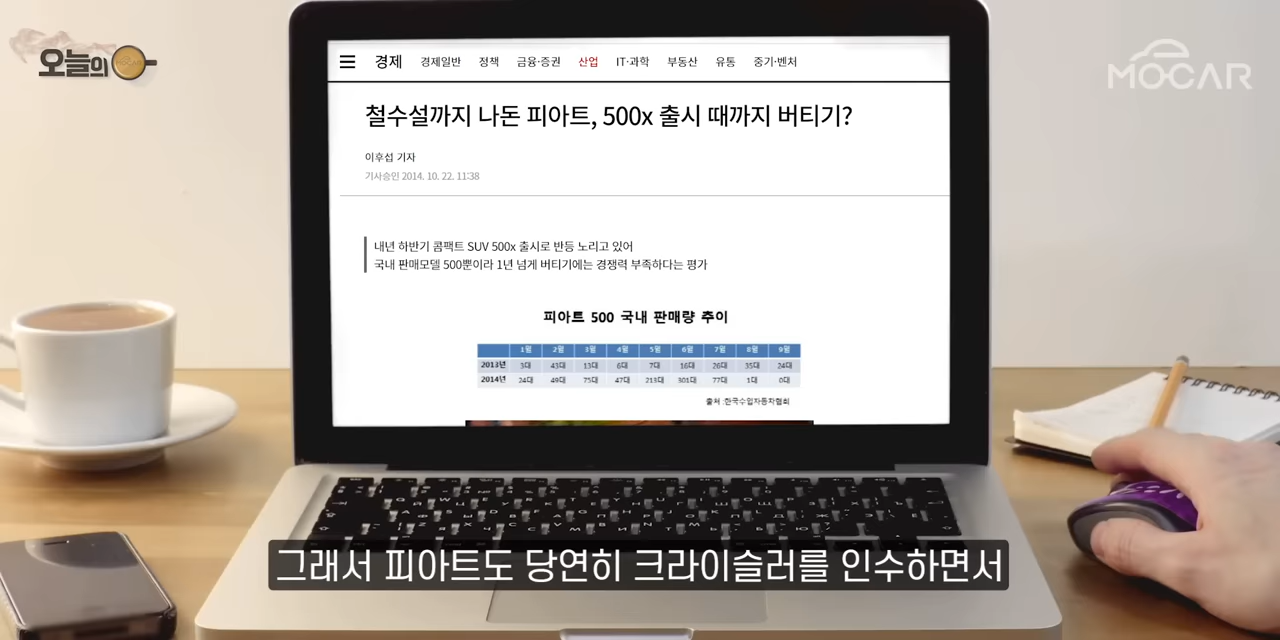 오늘의
MOCAR
경제 경제일반 정책 금융·증권 산업 IT·과학 부동산 유통 중기·벤처
철수설까지 나돈 피아트, 500x 출시 때까지 버티기?
이후섭 기자
기사승인 2014. 10. 22. 11:38
내년 하반기 콤팩트 SUV 500x 출시로 반등 노리고 있어
국내 판매모델 500뿐이라 1년 넘게 버티기에는 경쟁력 부족하다는 평가
피아트 500 국내 판매량 추이
1월 2월 3월 4월 5월 6월 7월 8월 9월
2013년 3대 43대 13대 6대 7대 16대 26대 35대 24대
2014년 24대 49대 75대 47대 213대 301대 77대 1대 0대
출처 :한국수입자동차협회
그래서 피아트도 당연히 크라이슬러를 인수하면서